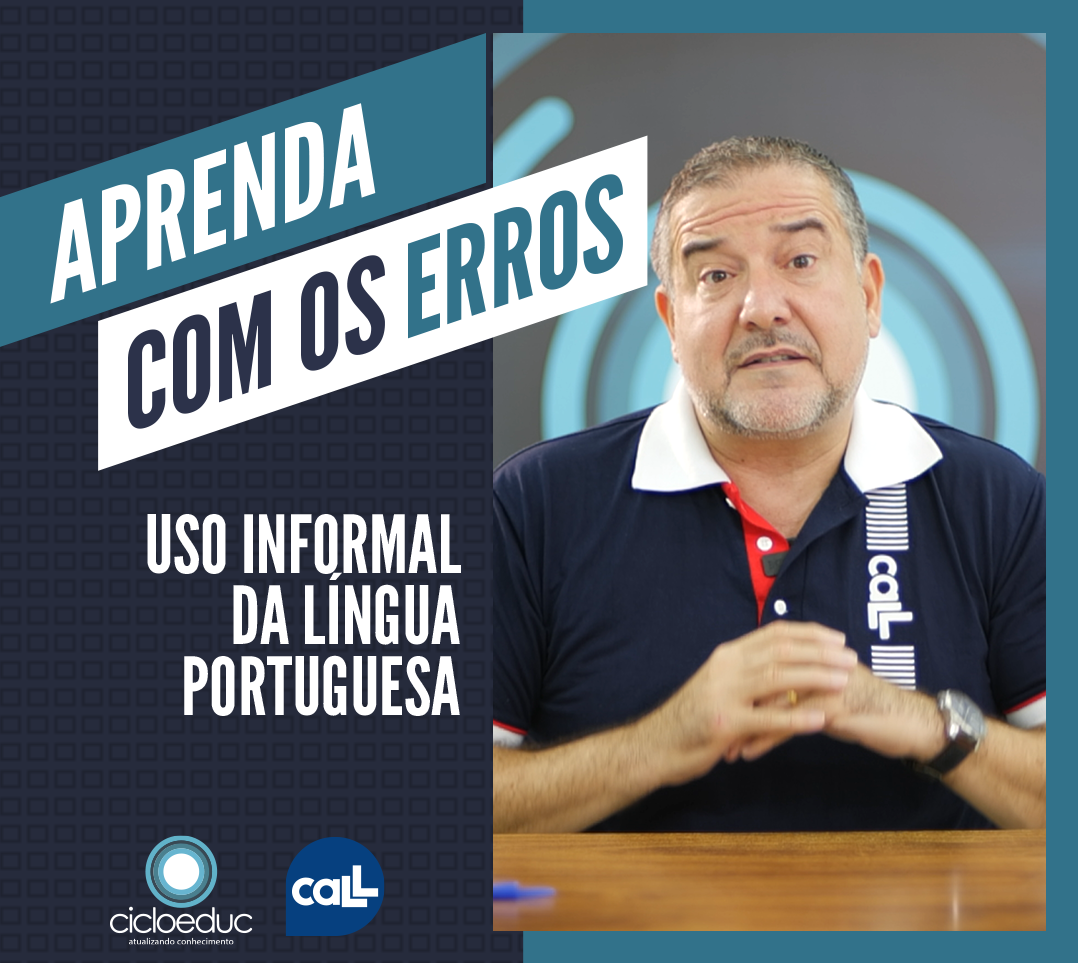 APRENDA
COM OS ERROS
USO INFORMAL
DA LÍNGUA
PORTUGUESA
call
cicloeduc
atualizando conhecimento
call